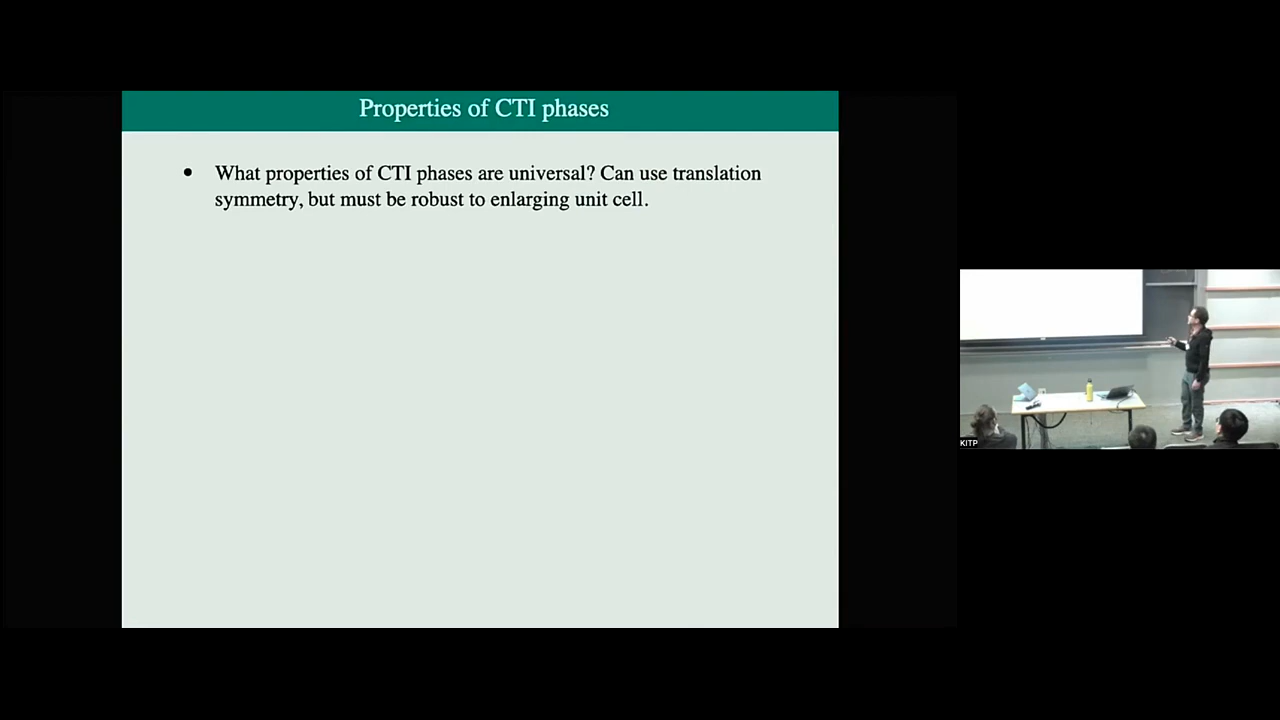 Properties of CTI phases
• What properties of CTI phases are universal? Can use translation
symmetry, but must be robust to enlarging unit cell.
KITP